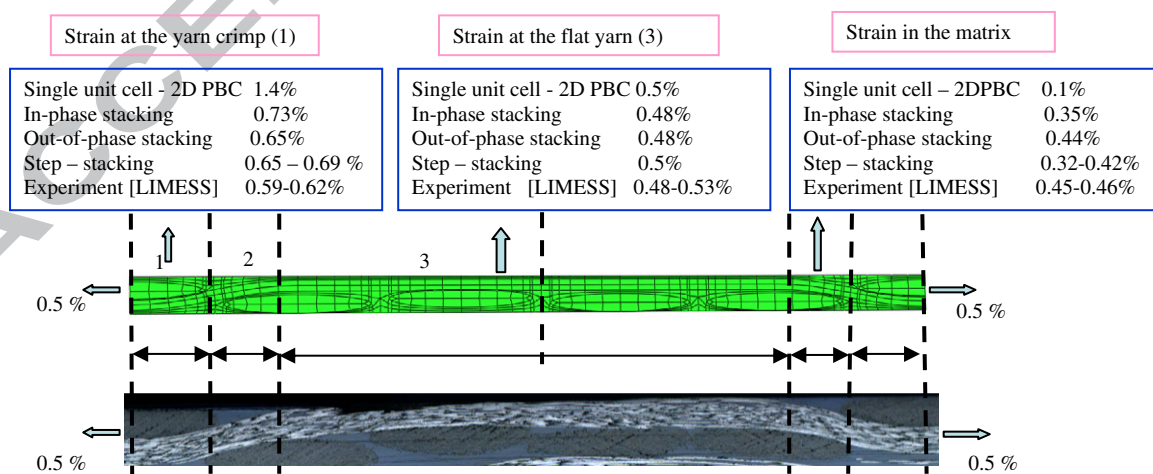 Strain at the yarn crimp (1)
Single unit cell - 2D PBC 1.4%
In-phase stacking 0.73%
Out-of-phase stacking 0.65%
Step – stacking 0.65 – 0.69 %
Experiment [LIMESS] 0.59-0.62%
Strain at the flat yarn (3)
Single unit cell - 2D PBC 0.5%
In-phase stacking 0.48%
Out-of-phase stacking 0.48%
Step – stacking 0.5%
Experiment [LIMESS] 0.48-0.53%
Strain in the matrix
Single unit cell – 2DPBC 0.1%
In-phase stacking 0.35%
Out-of-phase stacking 0.44%
Step – stacking 0.32-0.42%
Experiment [LIMESS] 0.45-0.46%
1 2 3
0.5 % 0.5 %
0.5 % 0.5 %